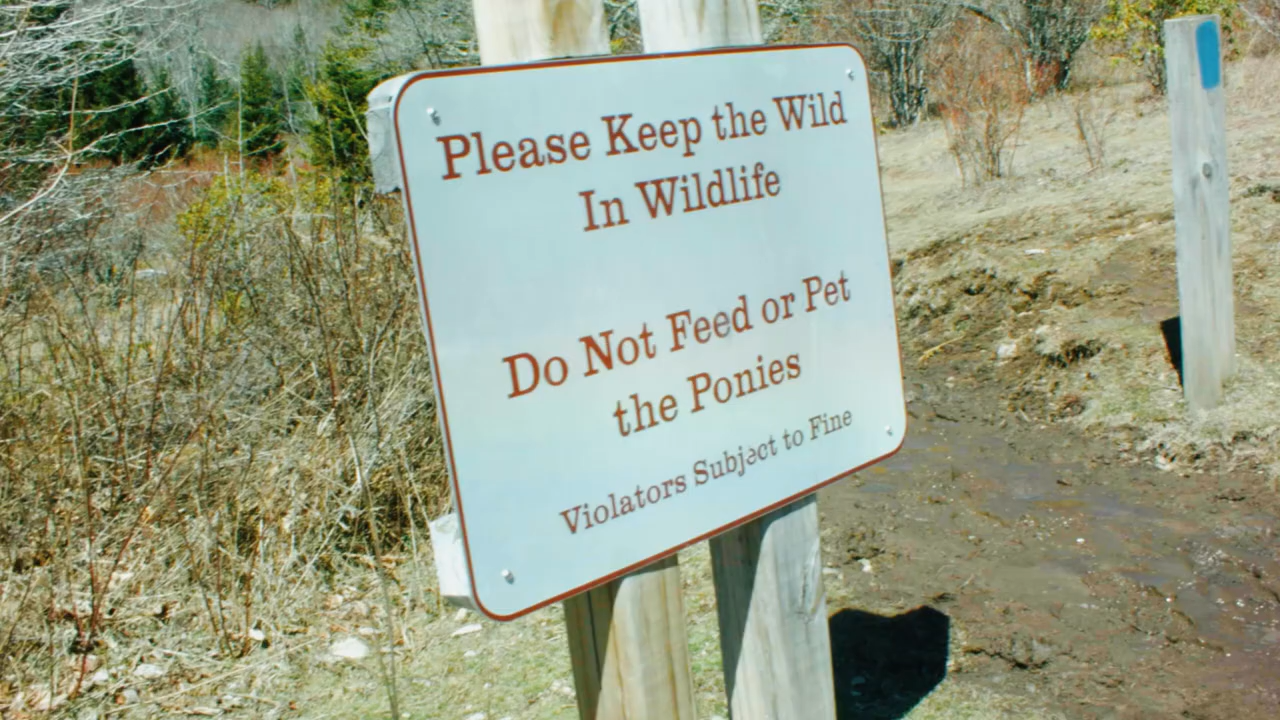 Please Keep the Wild
In Wildlife
Do Not Feed or Pet
the Ponies
Violators Subject to Fine